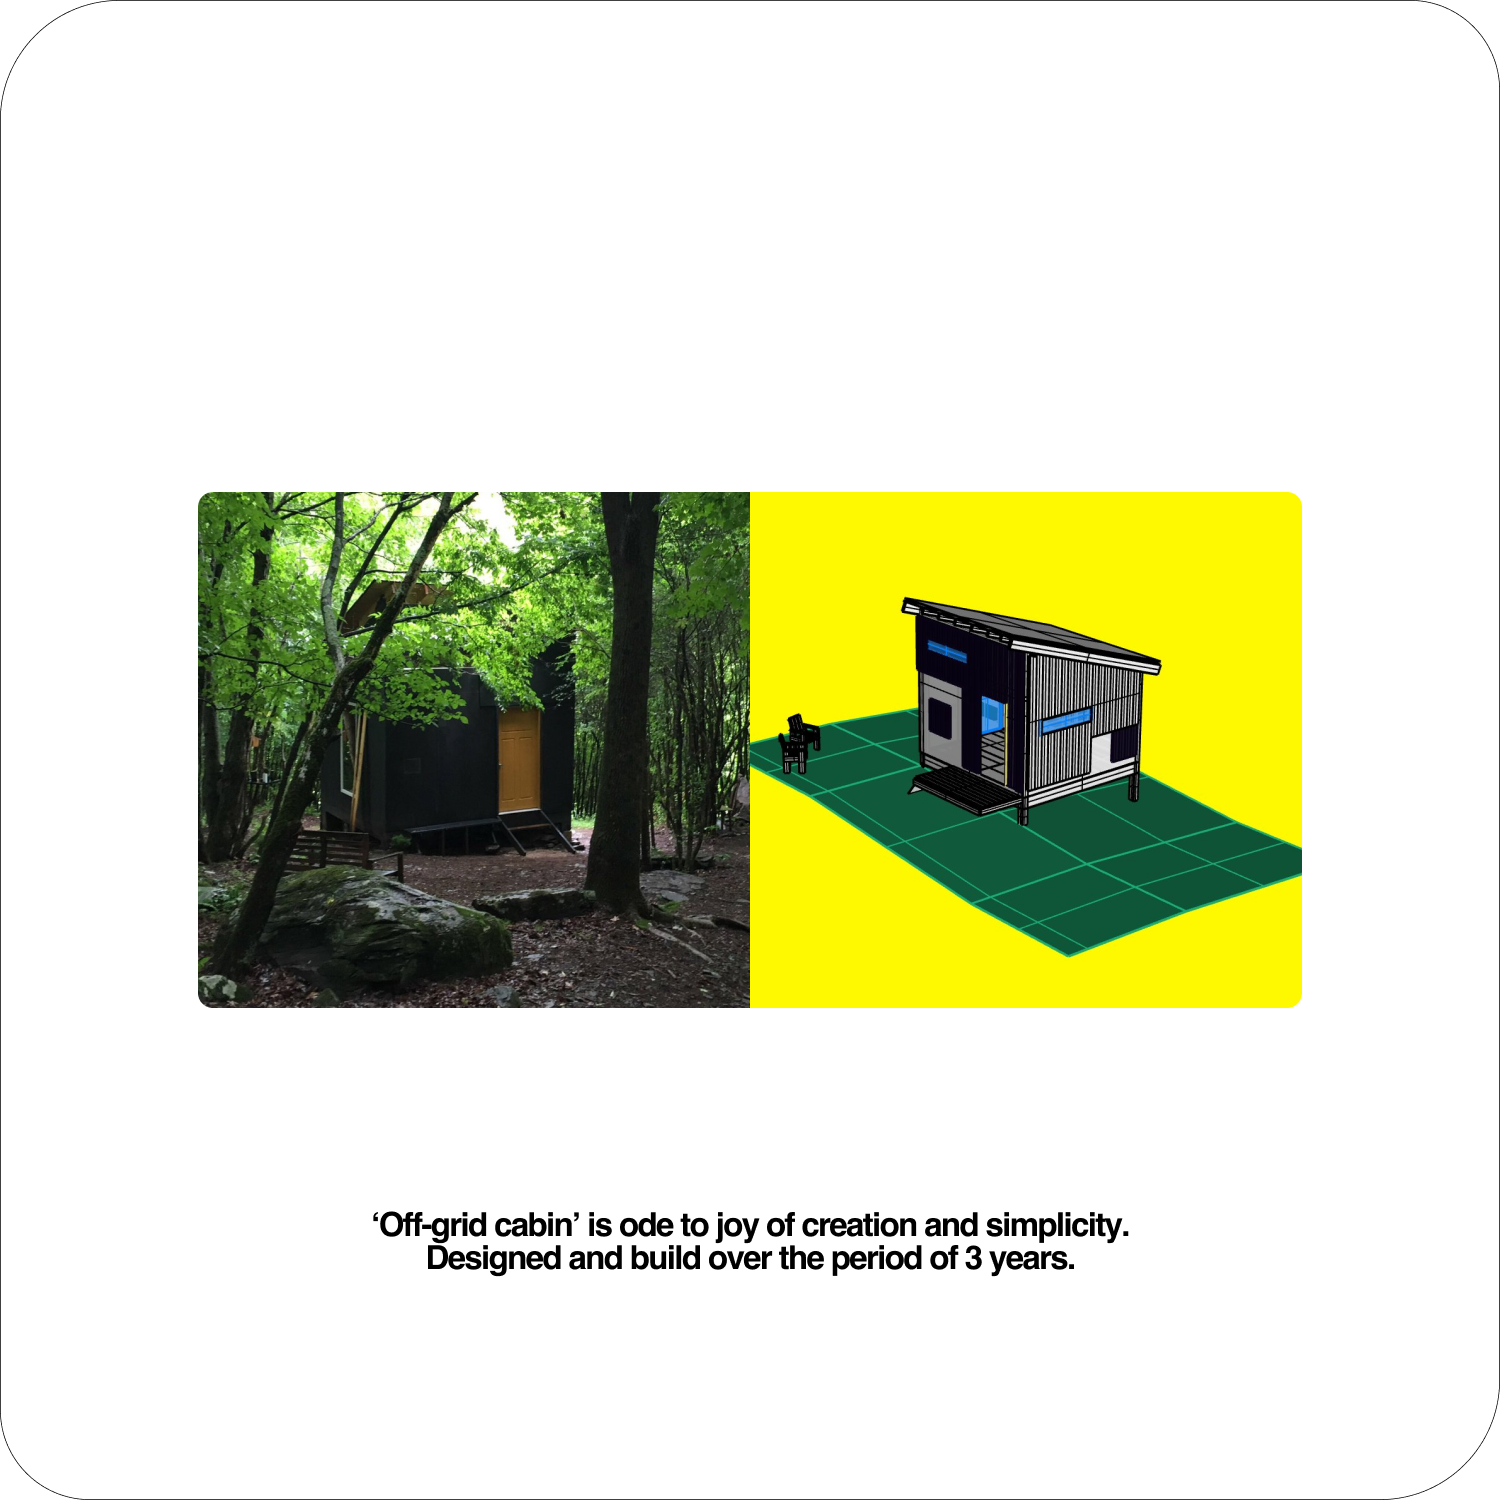 ‘Off-grid cabin’ is ode to joy of creation and simplicity.
Designed and build over the period of 3 years.